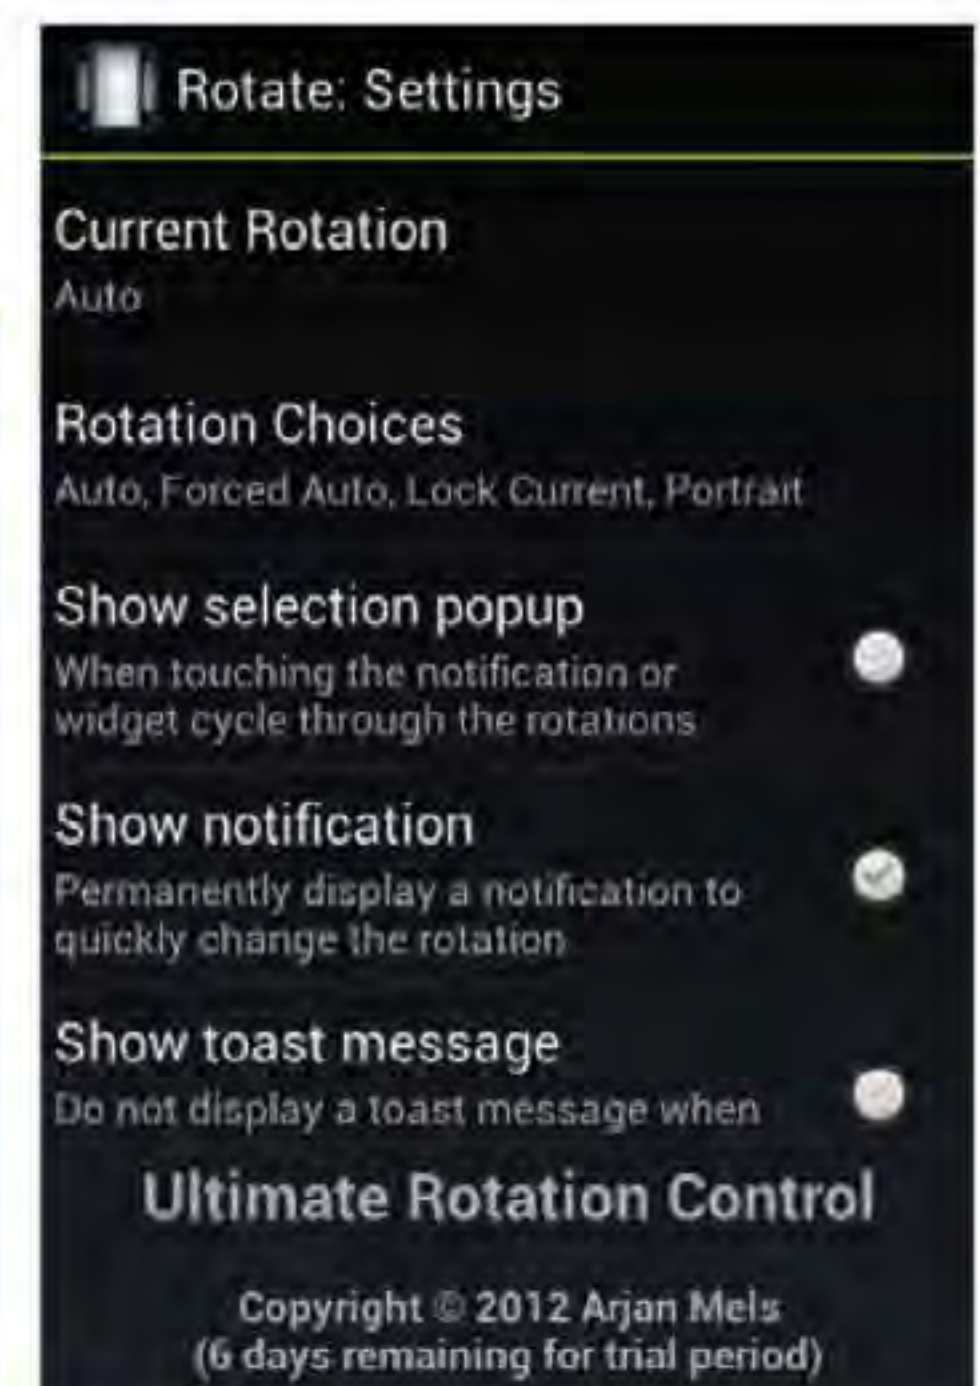 Rotate: Settings
Current Rotation
Auto
Rotation Choices
Auto, Forced Auto, Lock Current, Portrait
Show selection popup
When touching the notification or
widget cycle through the rotations
Show notification
Permanently display a notification to
quickly change the rotation
Show toast message
Do not display a toast message when
Ultimate Rotation Control
Copyright © 2012 Arjan Mels
(6 days remaining for trial period)